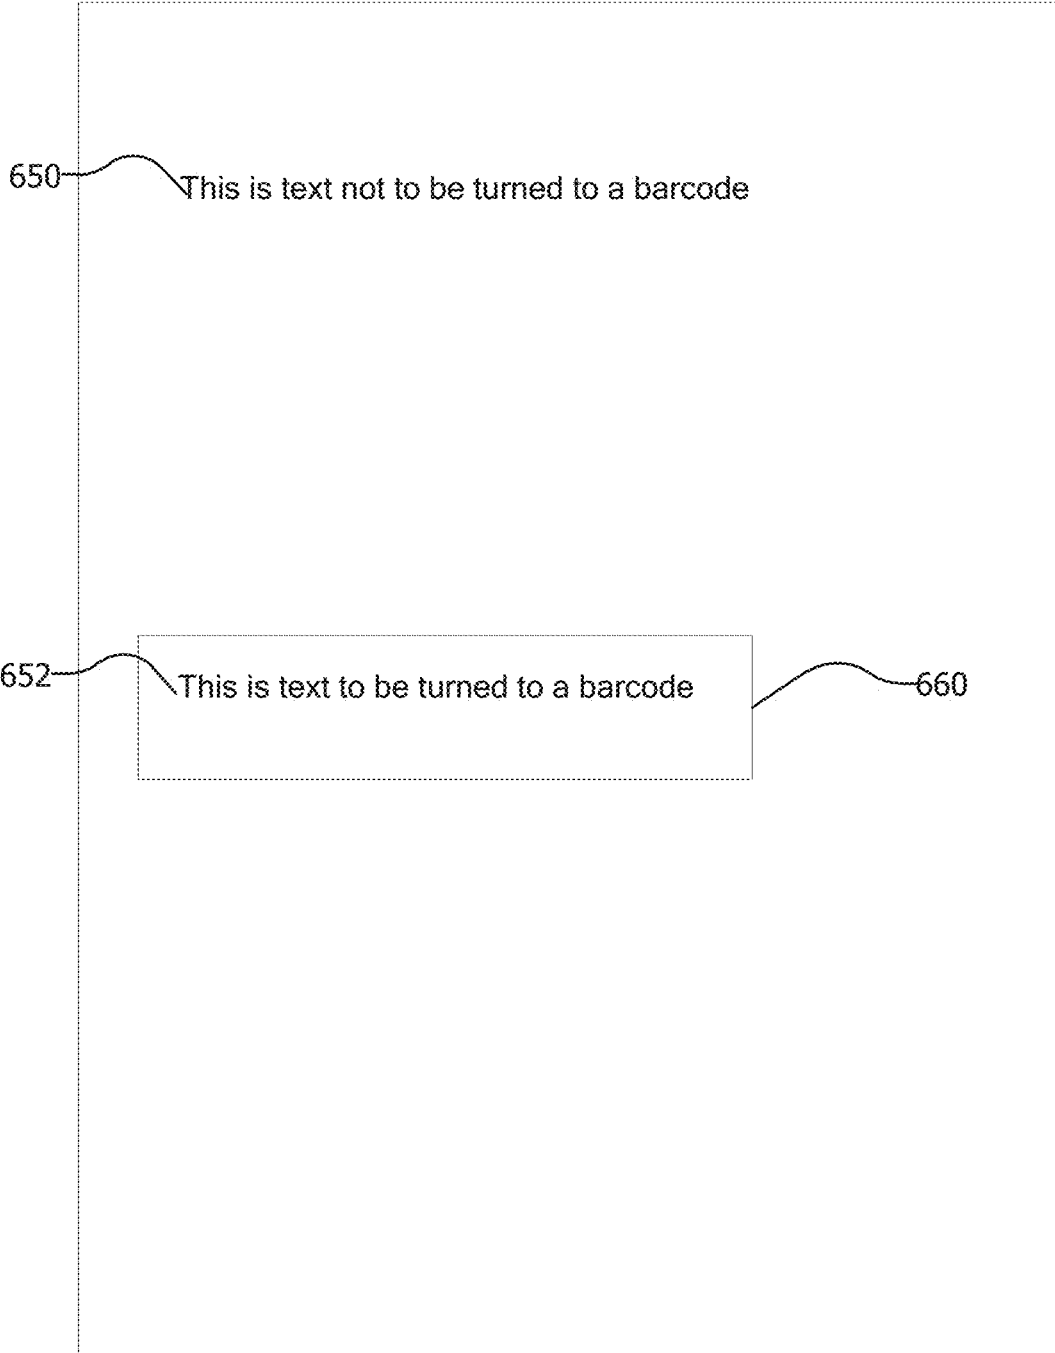 650 This is text not to be turned to a barcode
652 This is text to be turned to a barcode 660